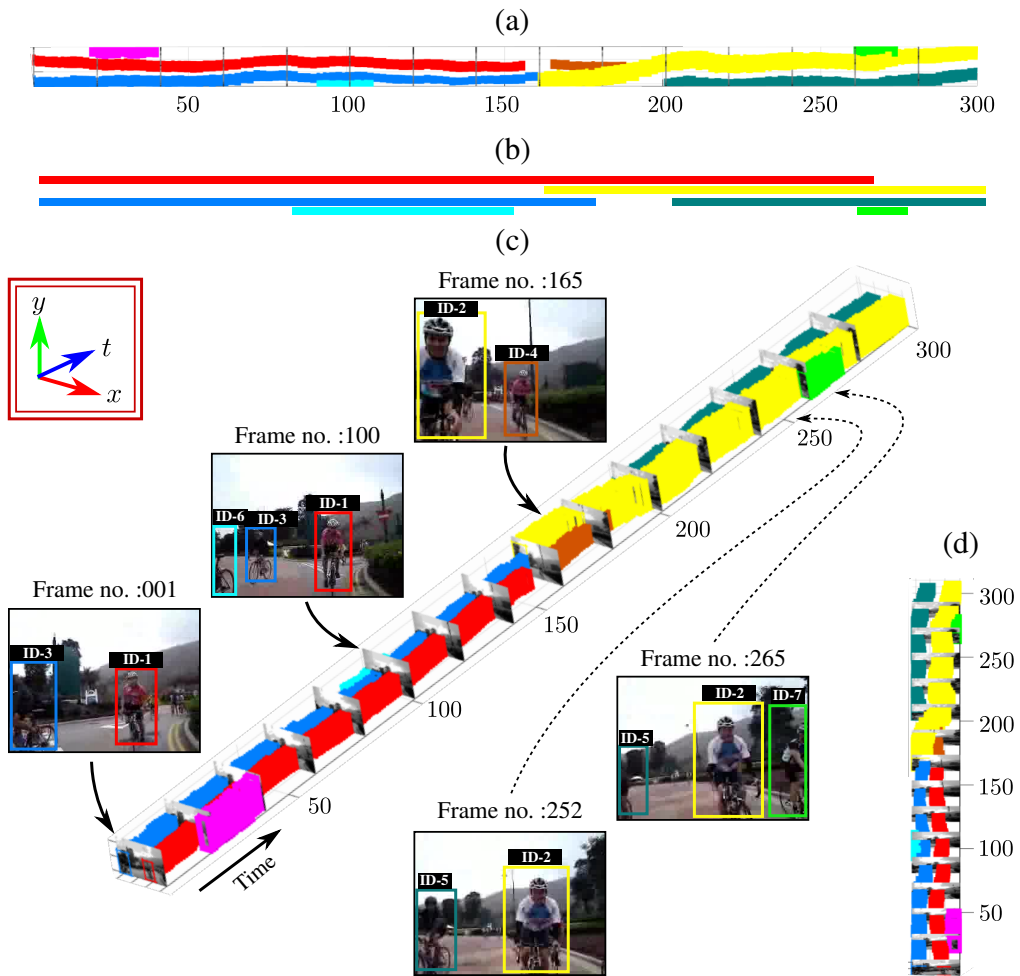 (a)
50 100 150 200 250 300
(b)
(c)
y
t
x
Frame no. :165
ID-2
ID-4
300
250
Frame no. :100
ID-1
ID-6
ID-3
200
(d)
Frame no. :001
ID-3
ID-1
150
100
50
Time
Frame no. :265
ID-2
ID-7
ID-5
Frame no. :252
ID-2
ID-5
300
250
200
150
100
50